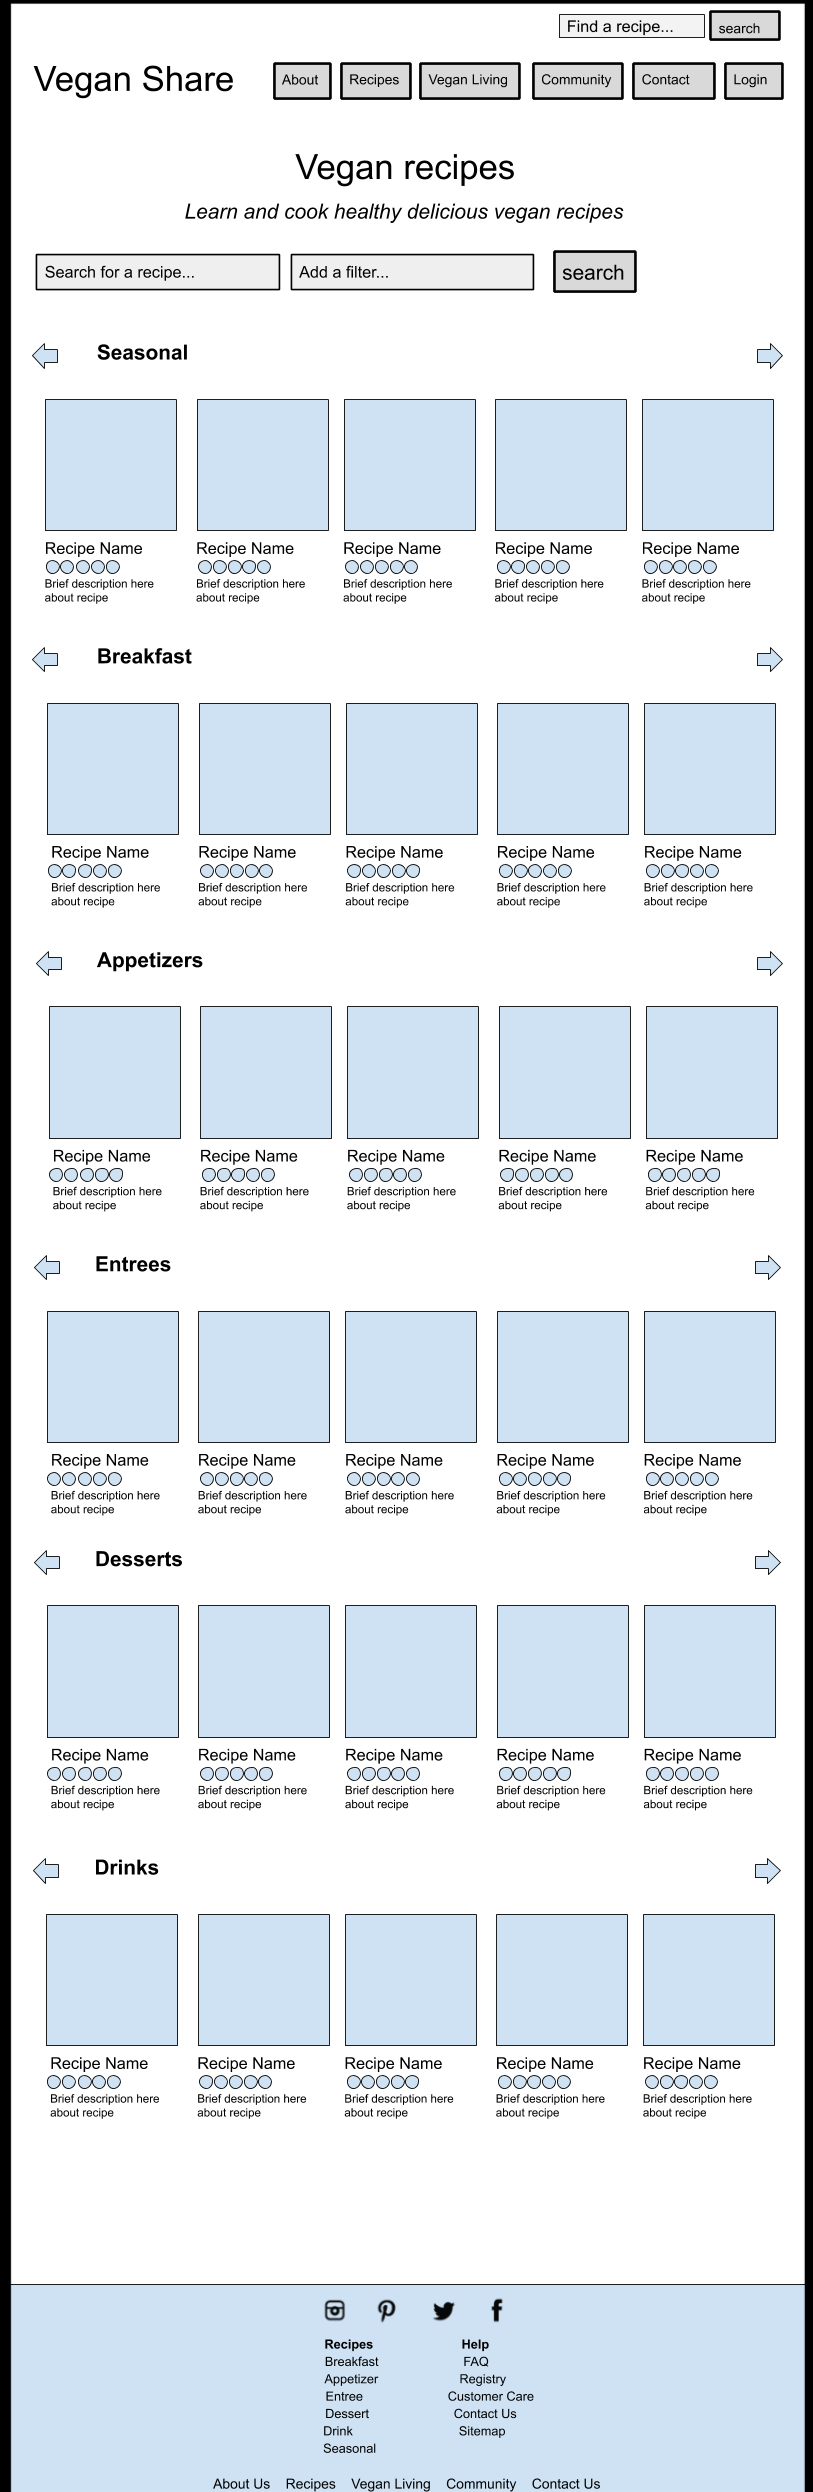 Find a recipe... search
Vegan Share About Recipes Vegan Living Community Contact Login
Vegan recipes
Learn and cook healthy delicious vegan recipes
Search for a recipe... Add a filter... search
Seasonal
Recipe Name Recipe Name Recipe Name Recipe Name Recipe Name
Brief description here Brief description here Brief description here Brief description here Brief description here
about recipe about recipe about recipe about recipe about recipe
Breakfast
Recipe Name Recipe Name Recipe Name Recipe Name Recipe Name
Brief description here Brief description here Brief description here Brief description here Brief description here
about recipe about recipe about recipe about recipe about recipe
Appetizers
Recipe Name Recipe Name Recipe Name Recipe Name Recipe Name
Brief description here Brief description here Brief description here Brief description here Brief description here
about recipe about recipe about recipe about recipe about recipe
Entrees
Recipe Name Recipe Name Recipe Name Recipe Name Recipe Name
Brief description here Brief description here Brief description here Brief description here Brief description here
about recipe about recipe about recipe about recipe about recipe
Desserts
Recipe Name Recipe Name Recipe Name Recipe Name Recipe Name
Brief description here Brief description here Brief description here Brief description here Brief description here
about recipe about recipe about recipe about recipe about recipe
Drinks
Recipe Name Recipe Name Recipe Name Recipe Name Recipe Name
Brief description here Brief description here Brief description here Brief description here Brief description here
about recipe about recipe about recipe about recipe about recipe
Recipes Help
Breakfast FAQ
Appetizer Registry
Entree Customer Care
Dessert Contact Us
Drink Sitemap
Seasonal
About Us Recipes Vegan Living Community Contact Us